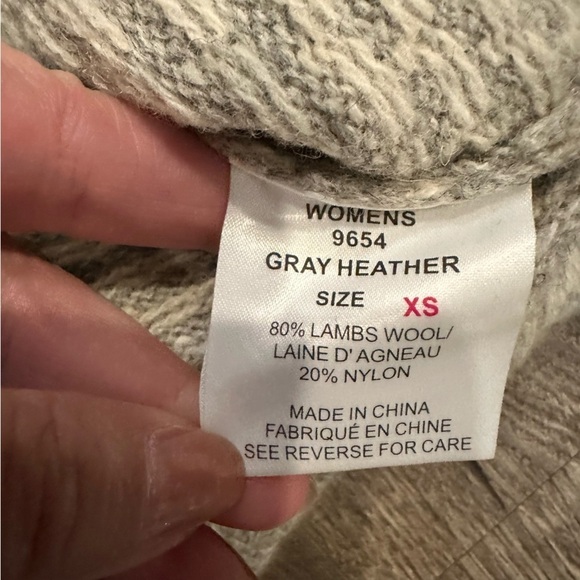 WOMENS
9654
GRAY HEATHER
SIZE XS
80% LAMBS WOOL/
LAINE D' AGNEAU
20% NYLON
MADE IN CHINA
FABRIQUÉ EN CHINE
SEE REVERSE FOR CARE